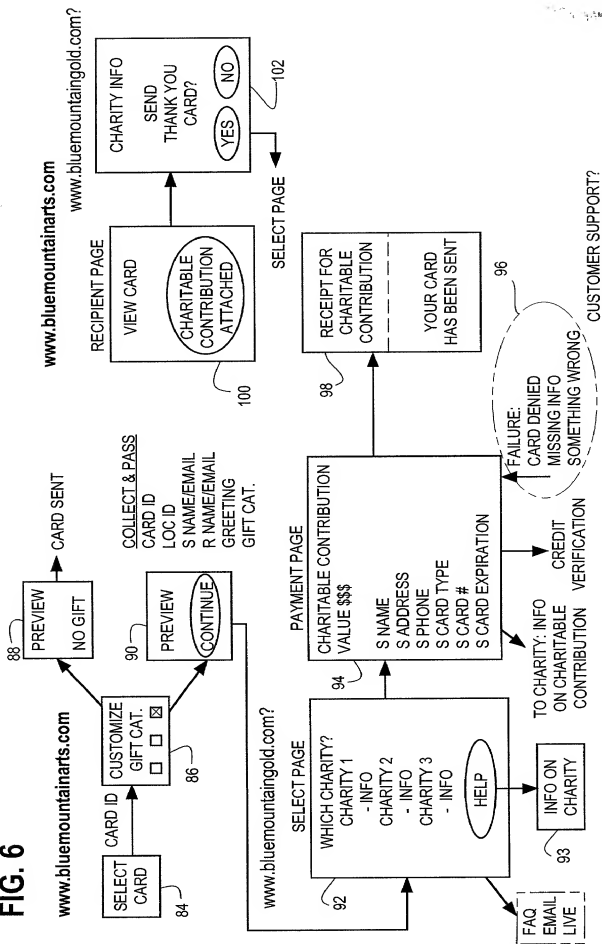 FIG. 6
www.bluemountainarts.com
SELECT
CARD
84
CARD ID
CUSTOMIZE
GIFT CAT.
86
88
PREVIEW
NO GIFT
CARD SENT
90
PREVIEW
CONTINUE
COLLECT & PASS
CARD ID
LOC ID
S NAME/EMAIL
R NAME/EMAIL
GREETING
GIFT CAT.
www.bluemountainarts.com
RECIPIENT PAGE
VIEW CARD
CHARITABLE
CONTRIBUTION
ATTACHED
100
www.bluemountaingold.com?
CHARITY INFO
SEND
THANK YOU
CARD?
YES
NO
102
SELECT PAGE
www.bluemountaingold.com?
SELECT PAGE
92
WHICH CHARITY?
CHARITY 1
- INFO
CHARITY 2
- INFO
CHARITY 3
- INFO
HELP
FAQ
EMAIL
LIVE
INFO ON
CHARITY
93
PAYMENT PAGE
94
CHARITABLE CONTRIBUTION
VALUE $$$
S NAME
S ADDRESS
S PHONE
S CARD TYPE
S CARD #
S CARD EXPIRATION
TO CHARITY: INFO
ON CHARITABLE
CONTRIBUTION
CREDIT
VERIFICATION
FAILURE:
CARD DENIED
MISSING INFO
SOMETHING WRONG
96
CUSTOMER SUPPORT?
98
RECEIPT FOR
CHARITABLE
CONTRIBUTION
YOUR CARD
HAS BEEN SENT